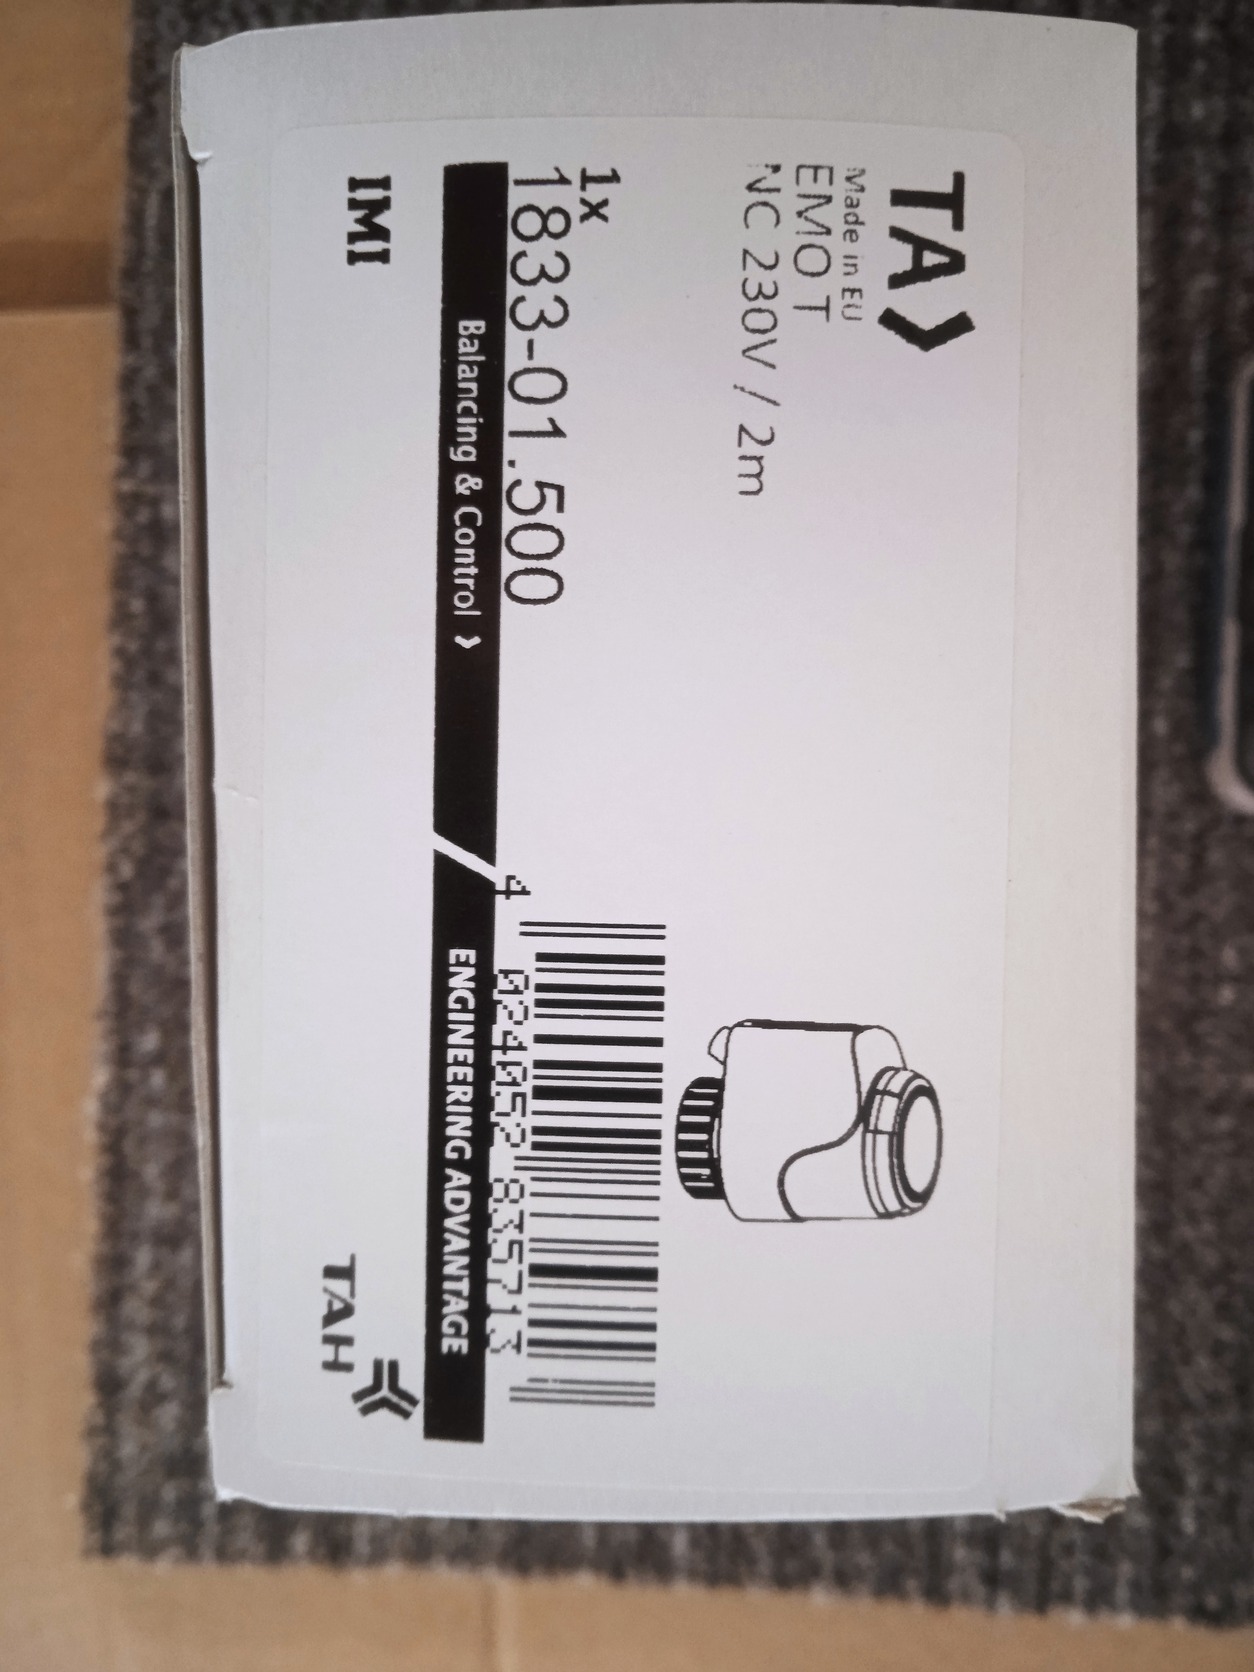 TA
Made in EU
EMO T
NC 230V / 2m
1x
1833-01.500
4 024052 835713
Balancing & Control ❯
ENGINEERING ADVANTAGE
IMI
TAH